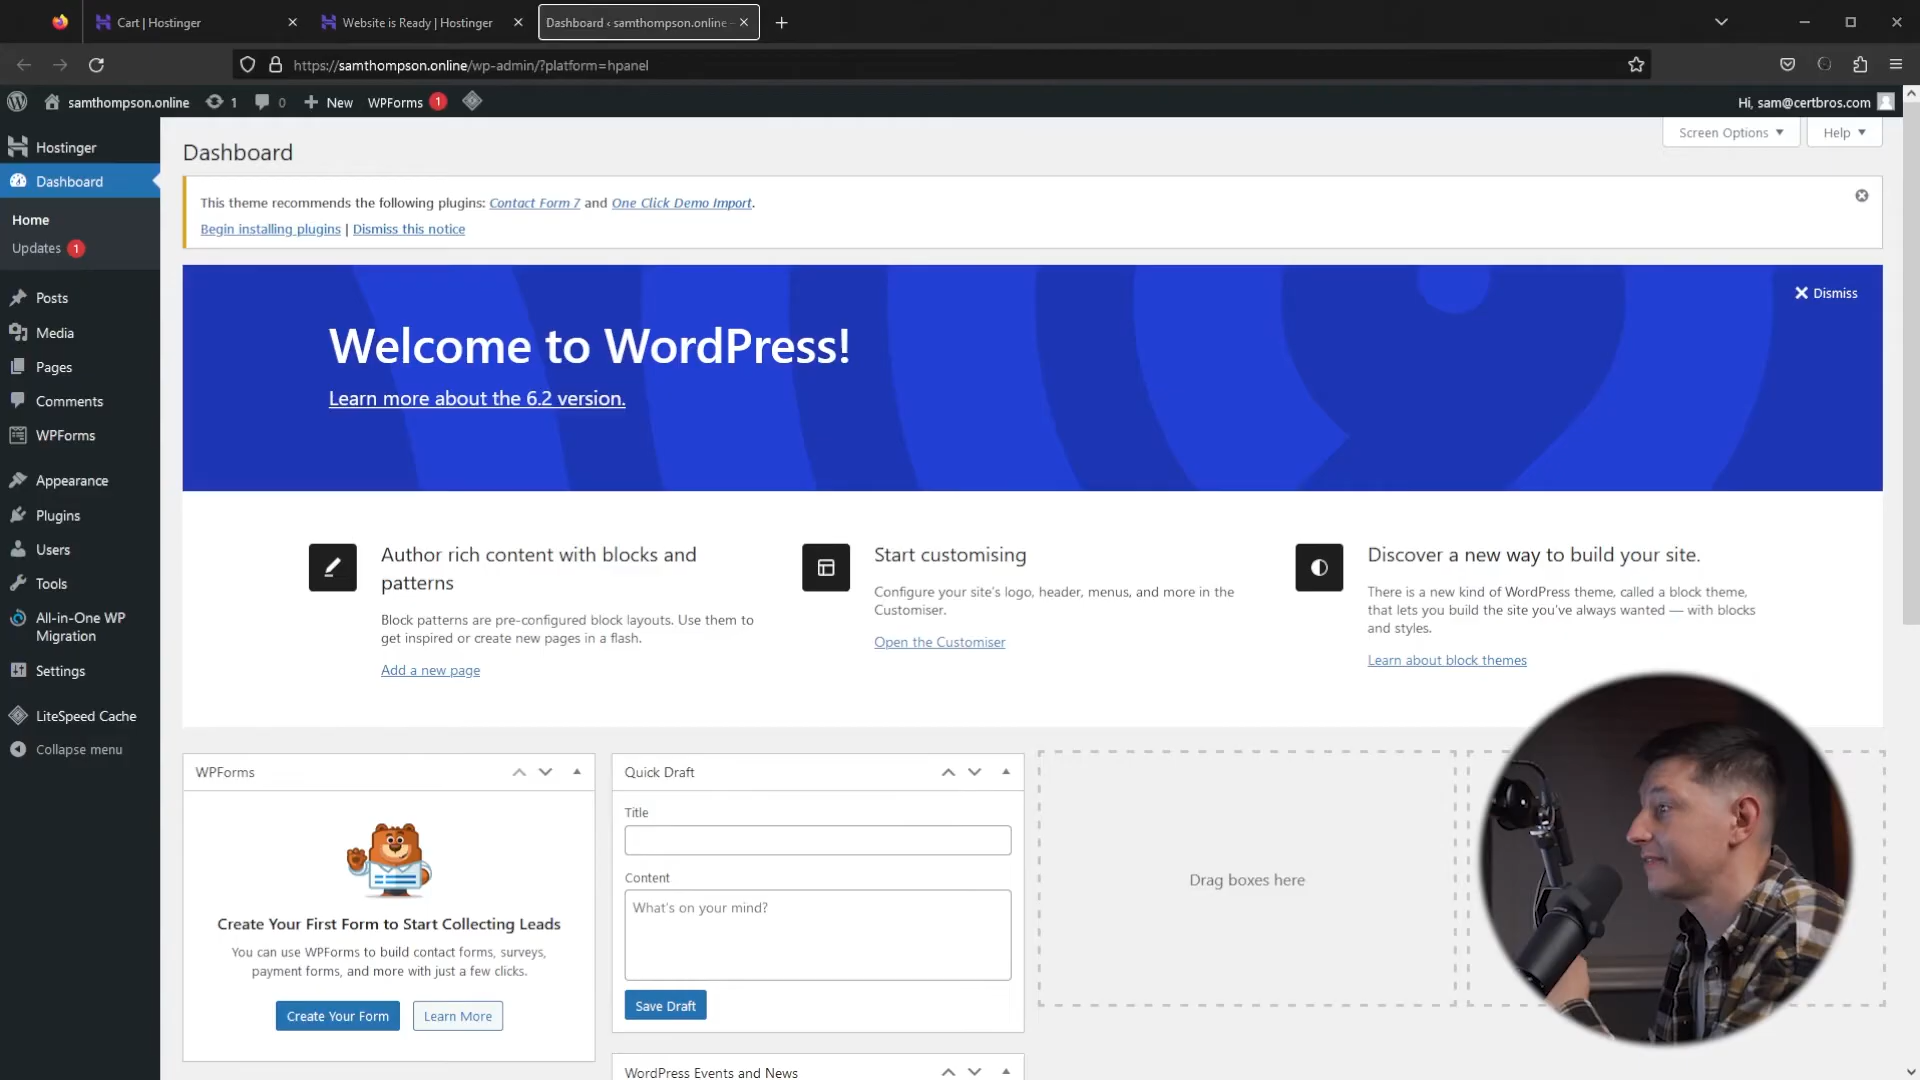 Cart | Hostinger
Website is Ready | Hostinger
Dashboard ‹ samthompson.online –
https://samthompson.online/wp-admin/?platform=hpanel
samthompson.online
1
0
New
WPForms
1
Hi, sam@certbros.com
Hostinger
Dashboard
Home
Updates 1
Posts
Media
Pages
Comments
WPForms
Appearance
Plugins
Users
Tools
All-in-One WP
Migration
Settings
LiteSpeed Cache
Collapse menu
Screen Options
Help
Dashboard
This theme recommends the following plugins: Contact Form 7 and One Click Demo Import.
Begin installing plugins | Dismiss this notice
Dismiss
Welcome to WordPress!
Learn more about the 6.2 version.
Author rich content with blocks and
patterns
Block patterns are pre-configured block layouts. Use them to
get inspired or create new pages in a flash.
Add a new page
Start customising
Configure your site's logo, header, menus, and more in the
Customiser.
Open the Customiser
Discover a new way to build your site.
There is a new kind of WordPress theme, called a block theme,
that lets you build the site you've always wanted — with blocks
and styles.
Learn about block themes
WPForms
Create Your First Form to Start Collecting Leads
You can use WPForms to build contact forms, surveys,
payment forms, and more with just a few clicks.
Create Your Form
Learn More
Quick Draft
Title
Content
What's on your mind?
Save Draft
WordPress Events and News
Drag boxes here